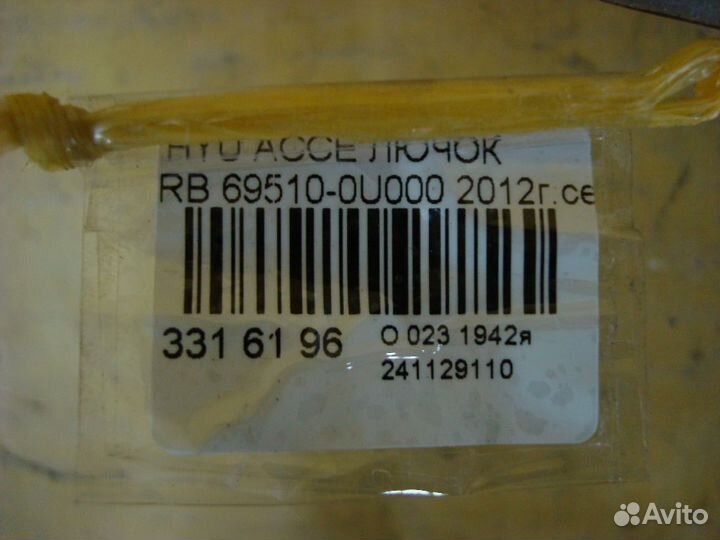 HYU ACCE ЛЮЧОК
RB 69510-0U000 2012г.се
331 61 96
О 023 1942я
241129110
Avito